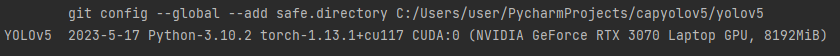 git config --global --add safe.directory C:/Users/user/PycharmProjects/capyolov5/yolov5
YOLOv5  2023-5-17 Python-3.10.2 torch-1.13.1+cu117 CUDA:0 (NVIDIA GeForce RTX 3070 Laptop GPU, 8192MiB)